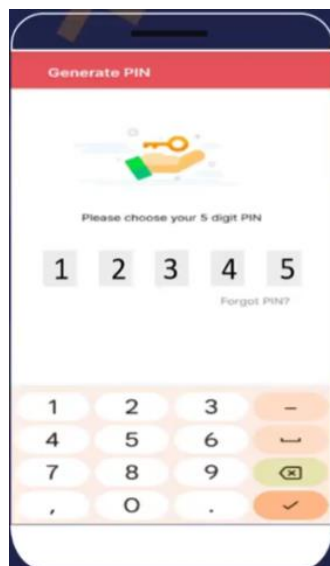 Generate PIN
Please choose your 5 digit PIN
1 2 3 4 5
Forgot PIN?
1 2 3 –
4 5 6
7 8 9
, 0 .